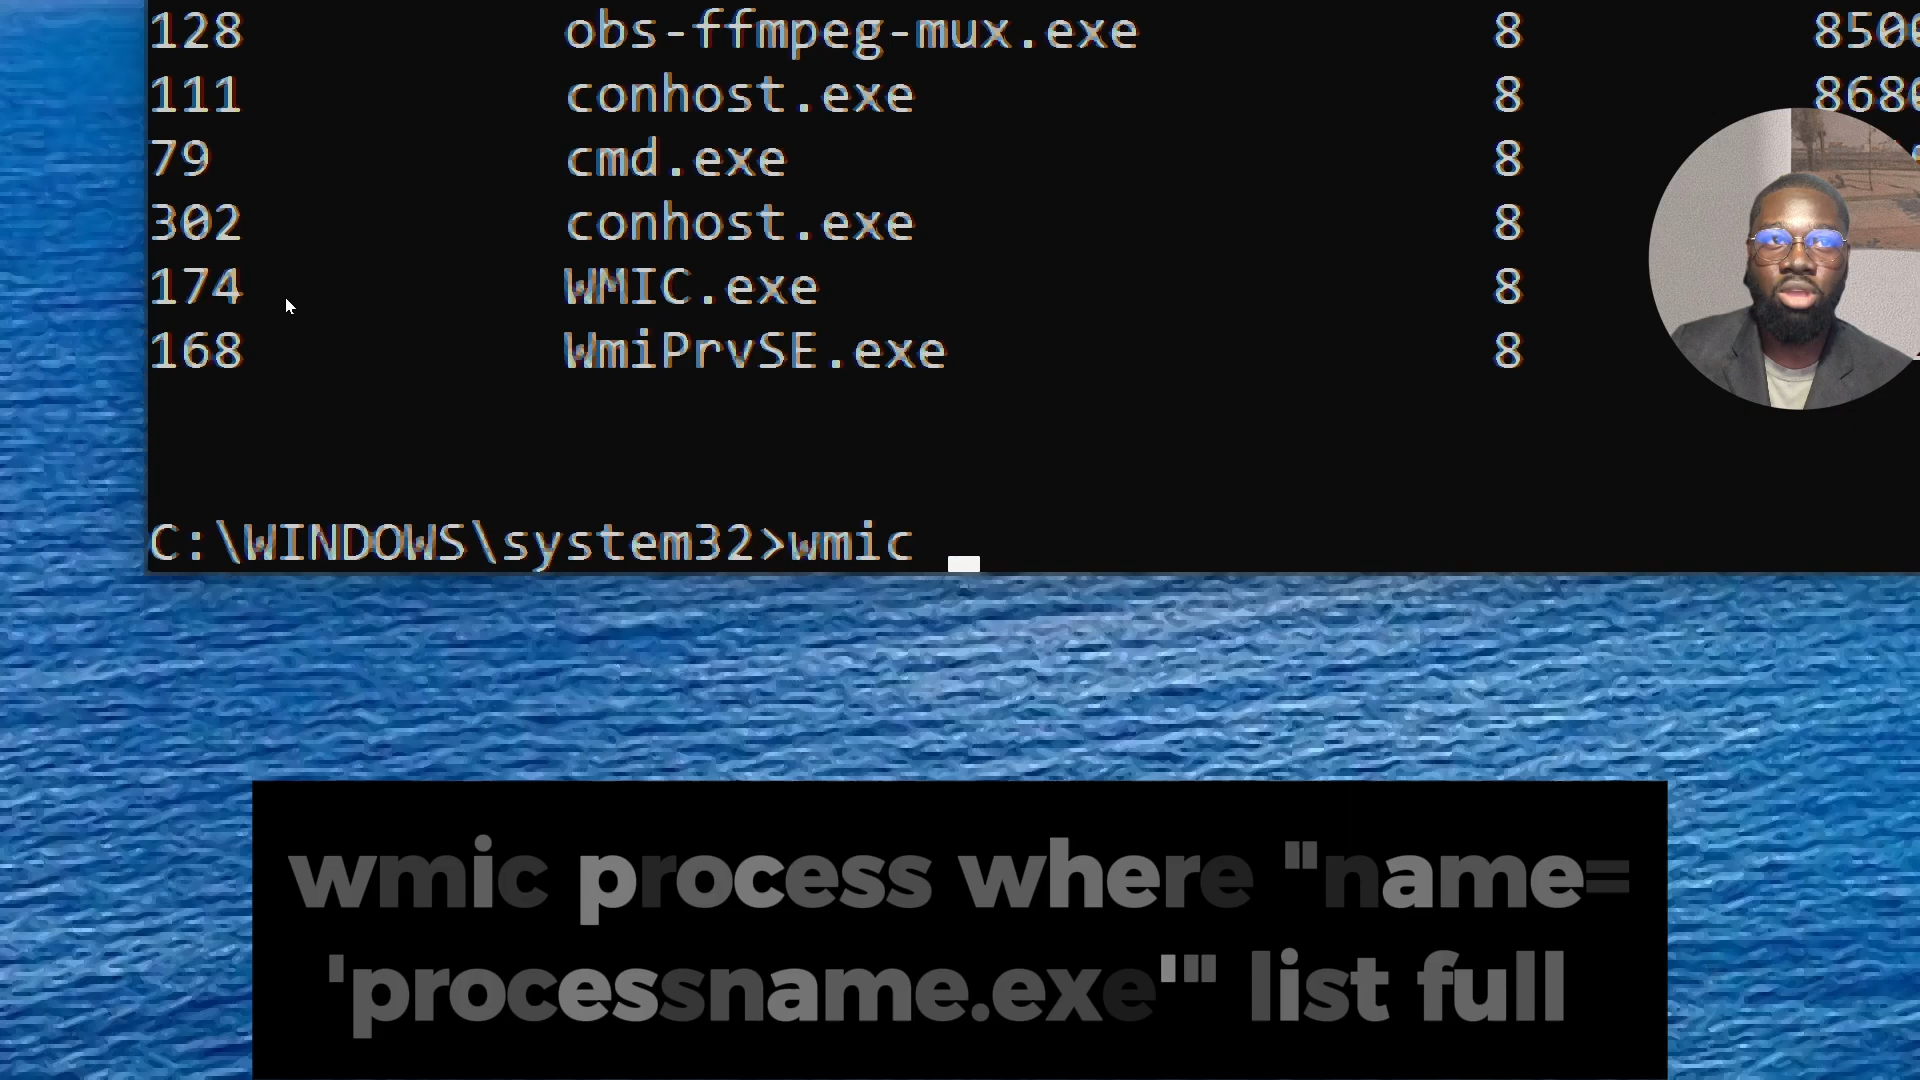 128 obs-ffmpeg-mux.exe 8
111 conhost.exe 8
79 cmd.exe 8
302 conhost.exe 8
174 WMIC.exe 8
168 WmiPrvSE.exe 8
C:\WINDOWS\system32>wmic
wmic process where "name=
'processname.exe'" list full